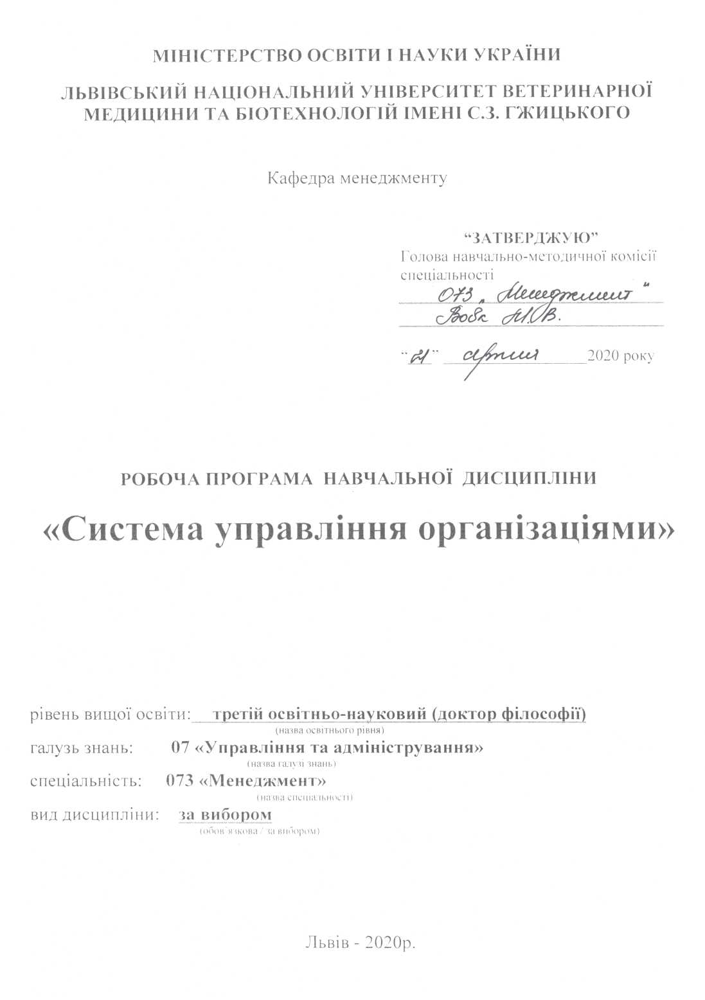 МІНІСТЕРСТВО ОСВІТИ І НАУКИ УКРАЇНИ
ЛЬВІВСЬКИЙ НАЦІОНАЛЬНИЙ УНІВЕРСИТЕТ ВЕТЕРИНАРНОЇ
МЕДИЦИНИ ТА БІОТЕХНОЛОГІЙ ІМЕНІ С.З. ГЖИЦЬКОГО
Кафедра менеджменту
“ЗАТВЕРДЖУЮ”
Голова навчально-методичної комісії
спеціальності
073 „Менеджмент“
Вовк М.В.
“21” 2020 року
РОБОЧА ПРОГРАМА НАВЧАЛЬНОЇ ДИСЦИПЛІНИ
«Система управління організаціями»
рівень вищої освіти: третій освітньо-науковий (доктор філософії)
(назва освітнього рівня)
галузь знань: 07 «Управління та адміністрування»
(назва галузі знань)
спеціальність: 073 «Менеджмент»
(назва спеціальності)
вид дисципліни: за вибором
(обов’язкова / за вибором)
Львів - 2020р.